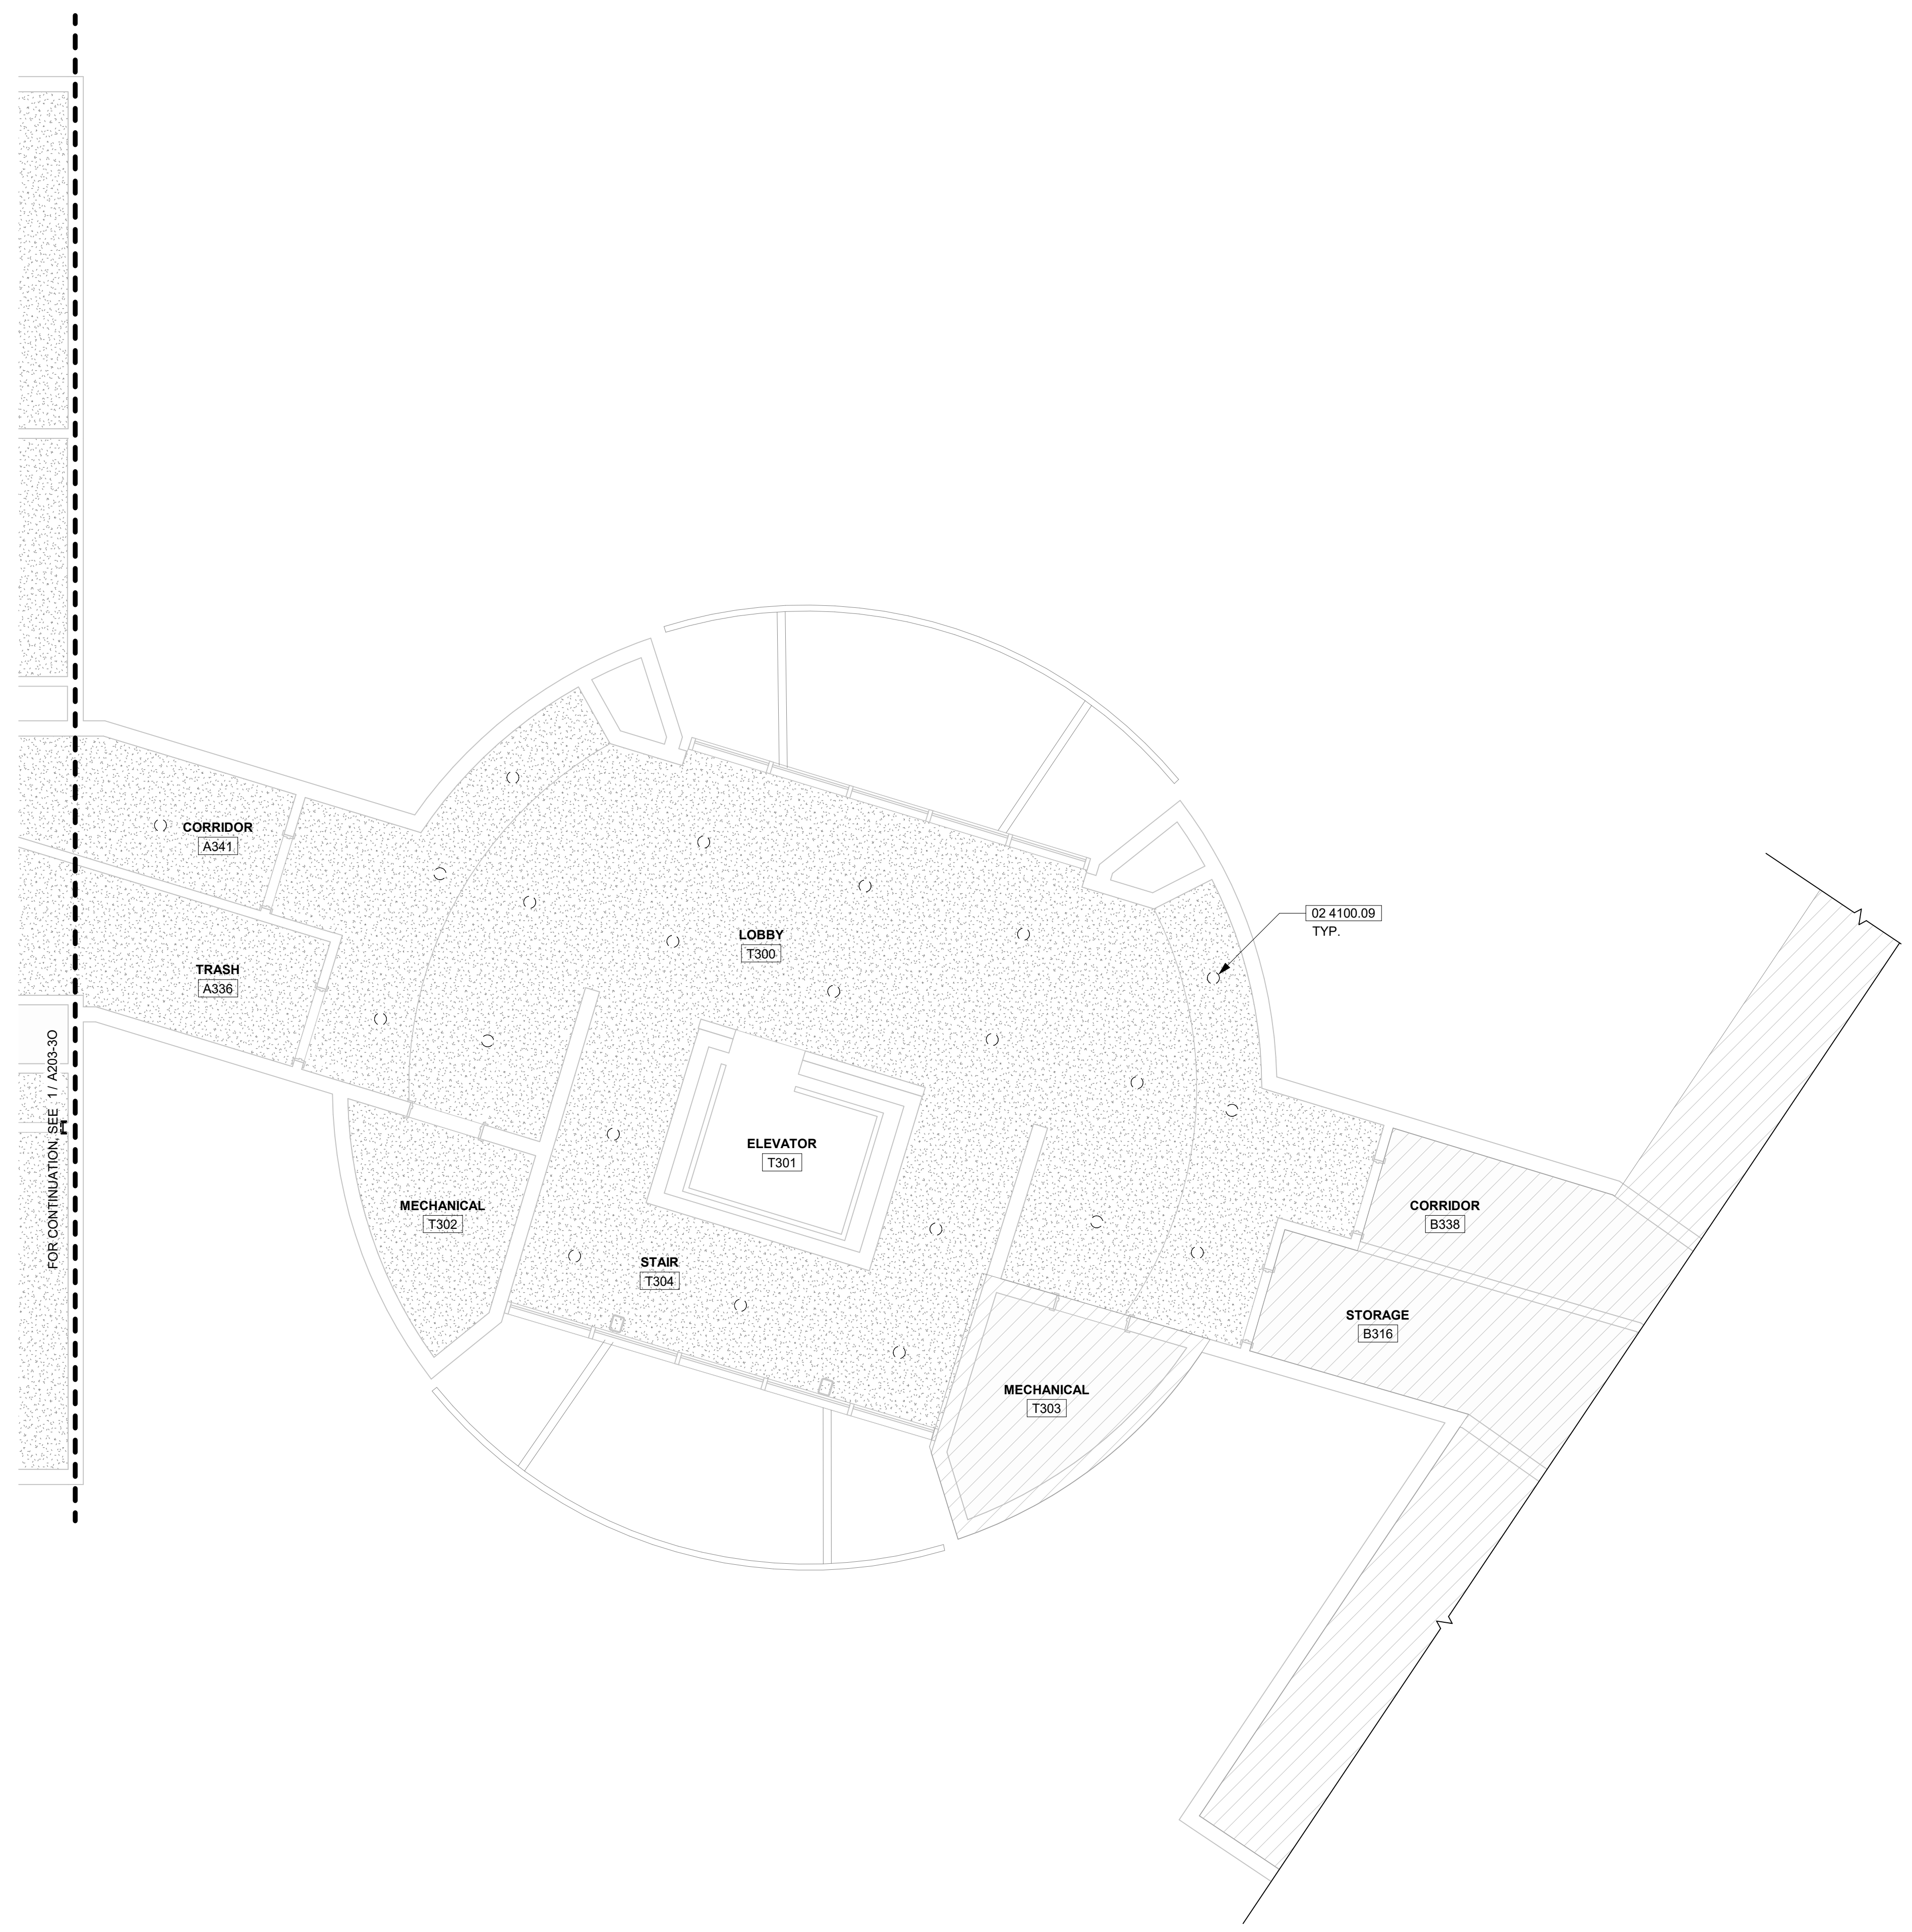 CORRIDOR
A341
02 4100.09
TYP.
LOBBY
T300
TRASH
A336
FOR CONTINUATION, SEE 1 / A203-3O
ELEVATOR
T301
MECHANICAL
T302
CORRIDOR
B338
STAIR
T304
STORAGE
B316
MECHANICAL
T303